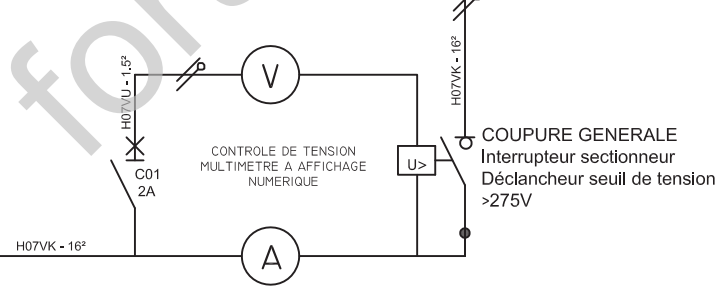 H07VK - 16²
H07VU - 1.5²
V
CONTROLE DE TENSION
MULTIMETRE A AFFICHAGE
NUMERIQUE
U>
COUPURE GENERALE
Interrupteur sectionneur
Déclancheur seuil de tension
>275V
C01
2A
H07VK - 16²
A